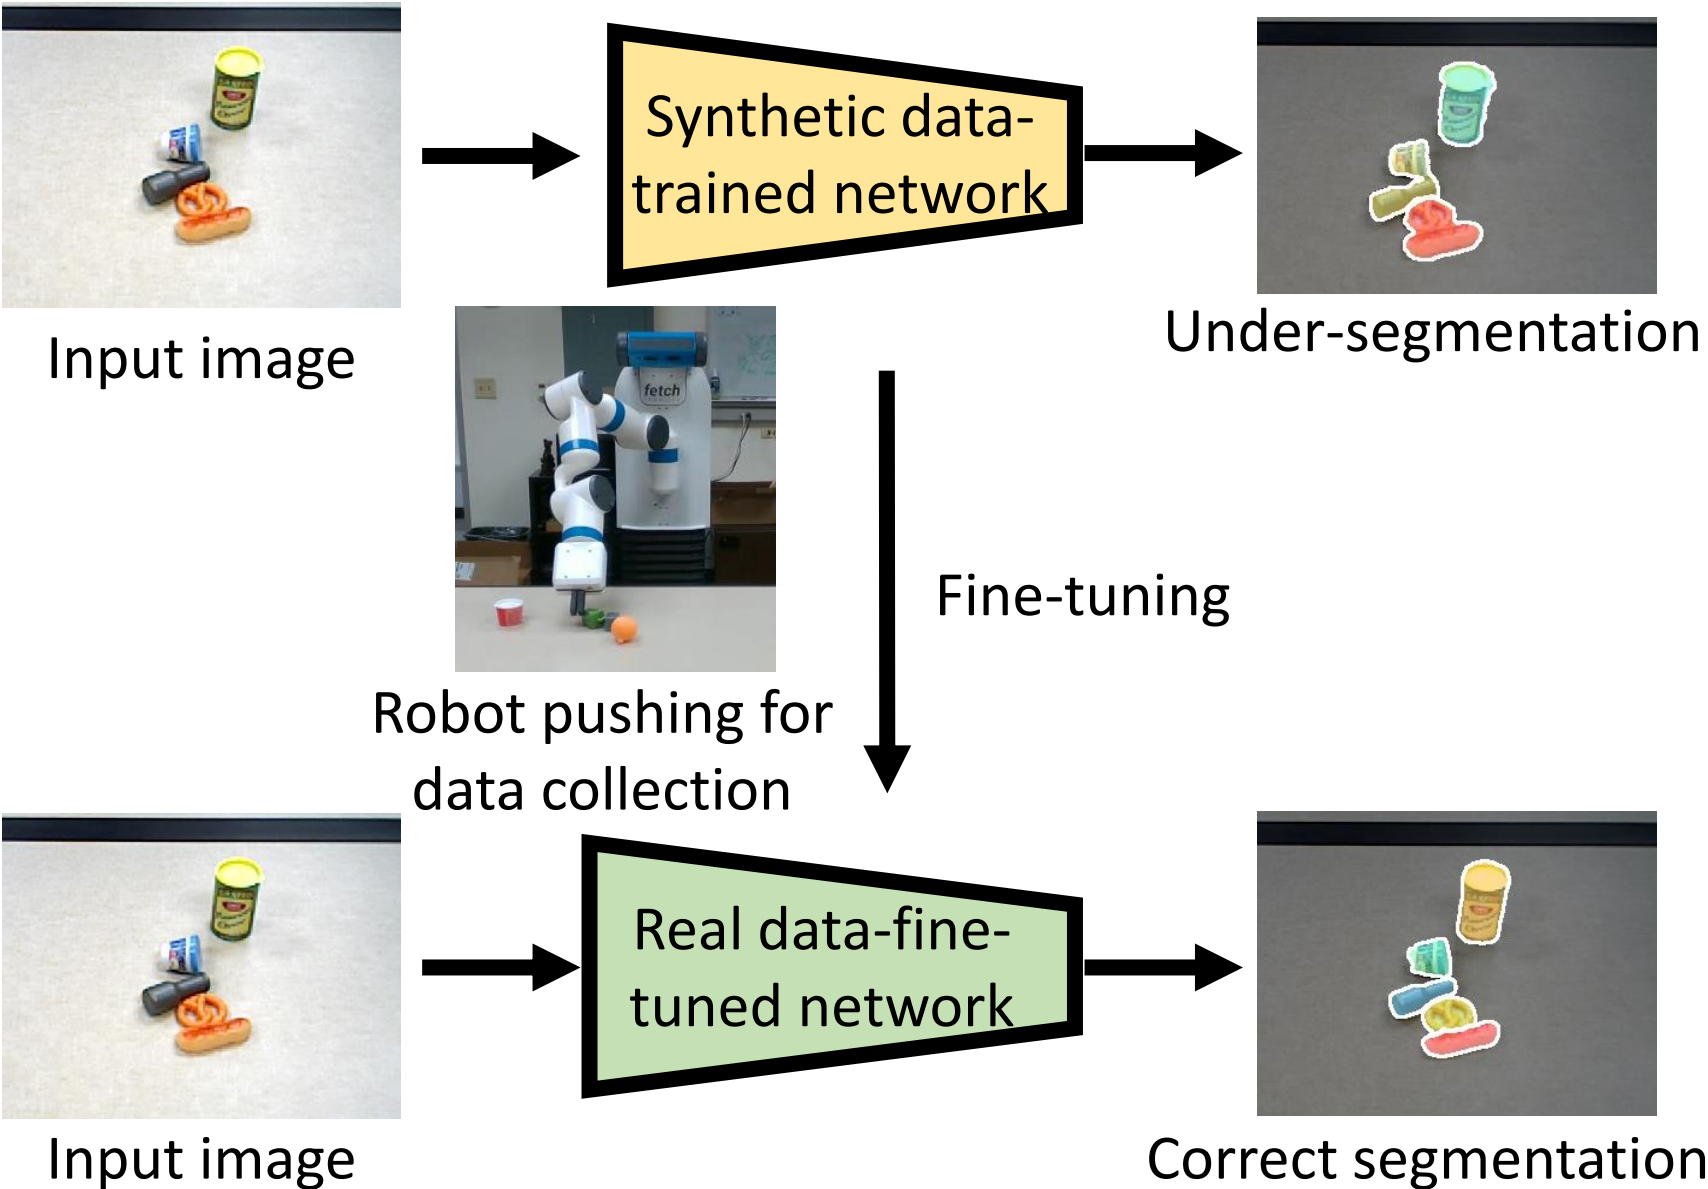 Synthetic data-
trained network
Input image
Under-segmentation
fetch
Fine-tuning
Robot pushing for
data collection
Real data-fine-
tuned network
Input image
Correct segmentation